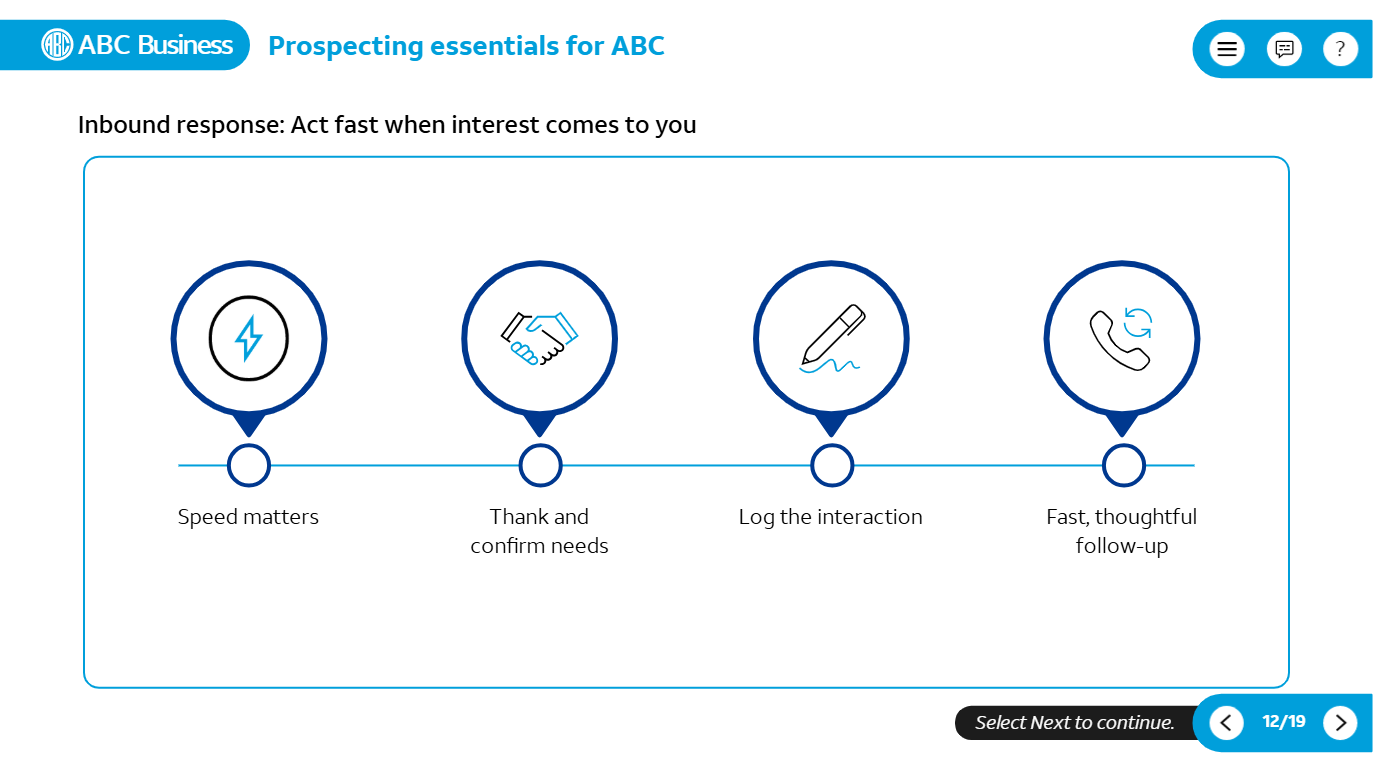 ABC ABC Business
Prospecting essentials for ABC
?
Inbound response: Act fast when interest comes to you
Speed matters
Thank and
confirm needs
Log the interaction
Fast, thoughtful
follow-up
Select Next to continue.
12/19